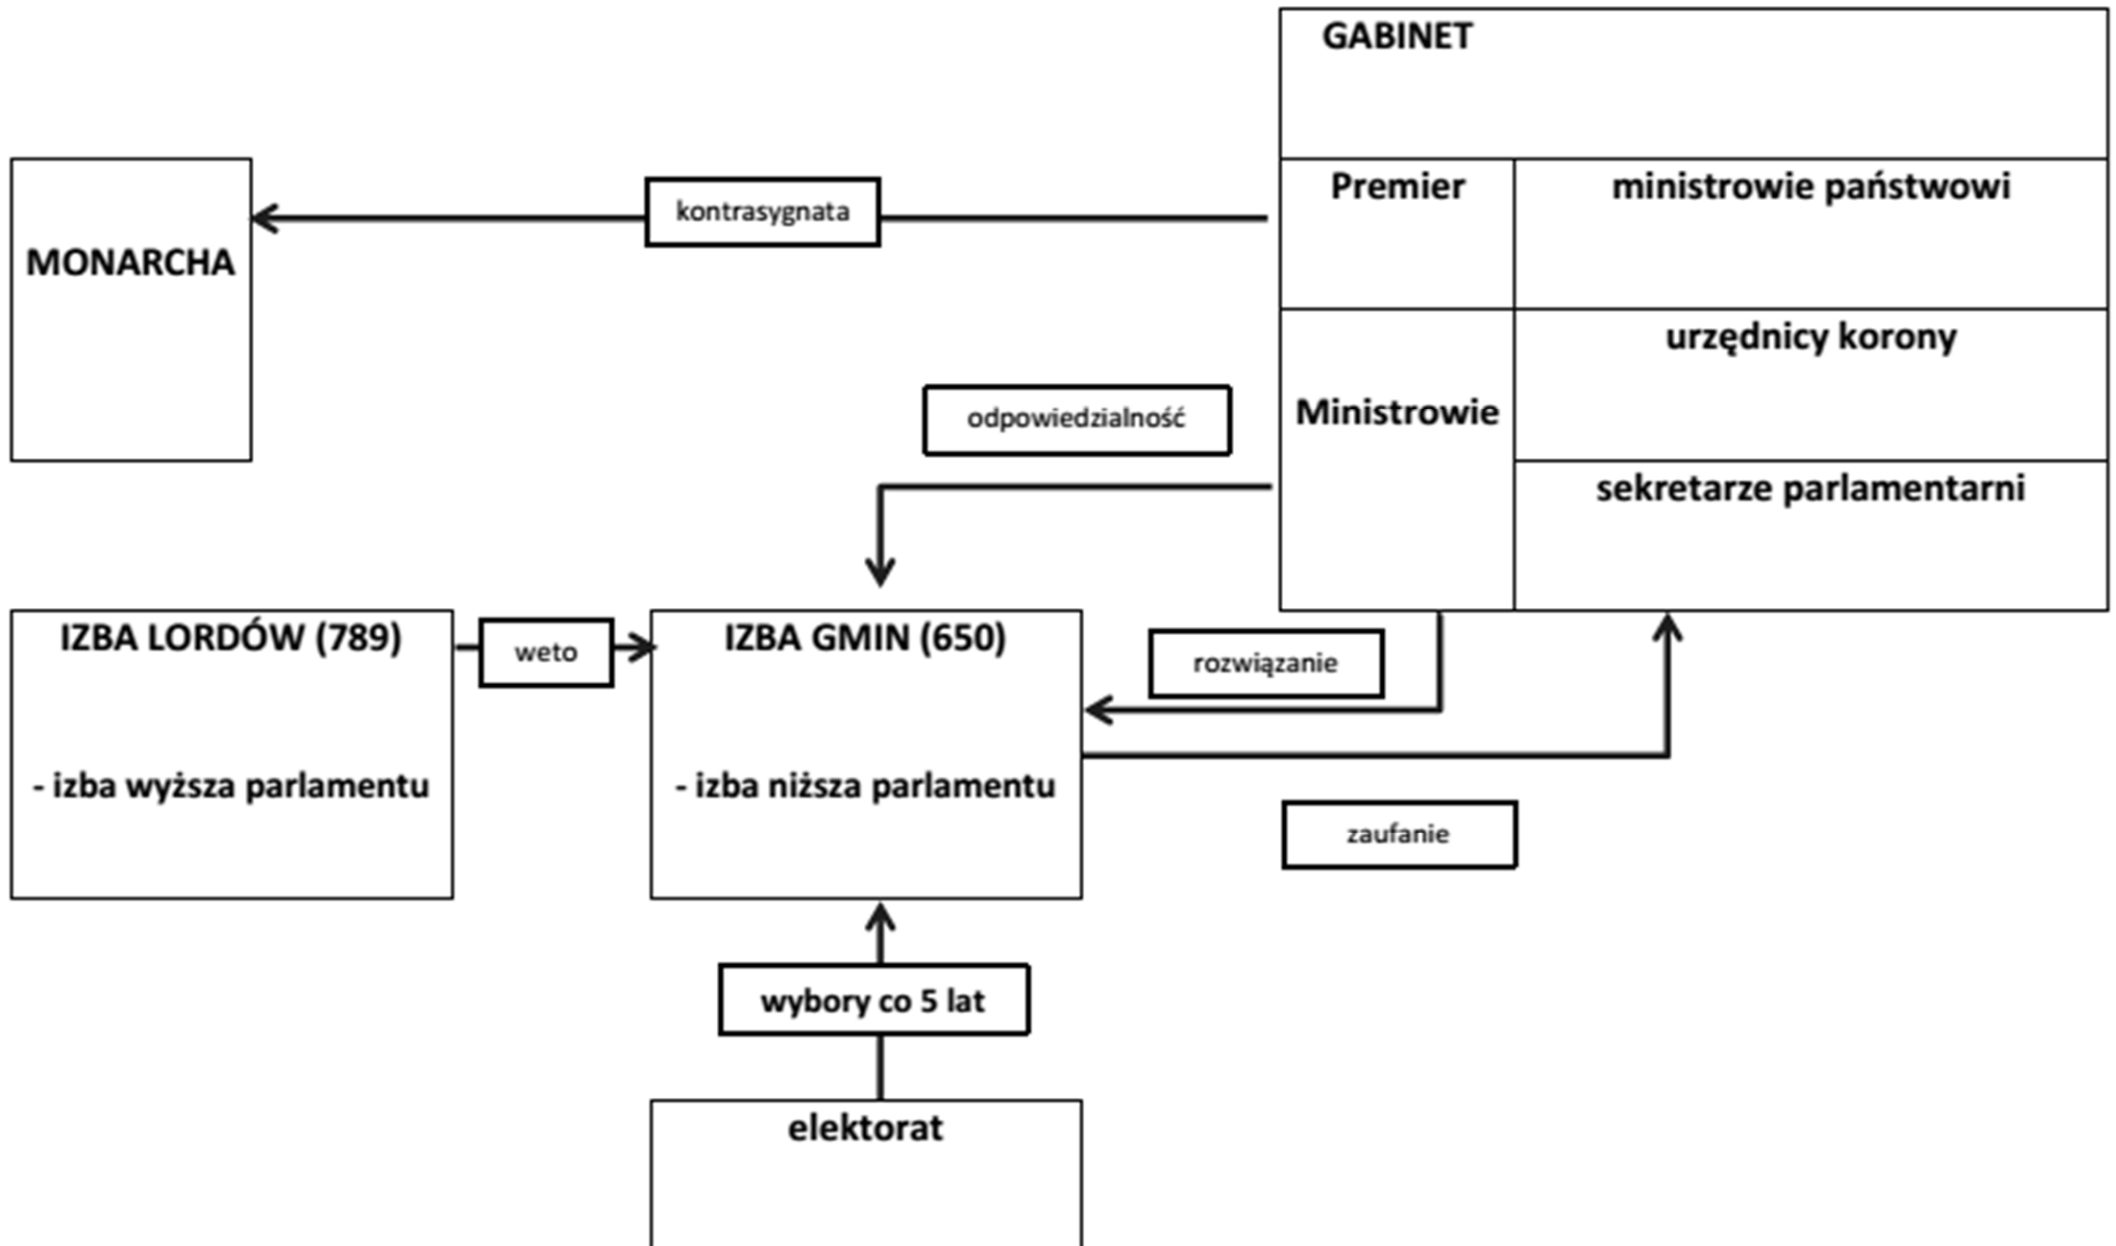 GABINET
Premier
ministrowie państwowi
kontrasygnata
MONARCHA
urzędnicy korony
Ministrowie
odpowiedzialność
sekretarze parlamentarni
IZBA LORDÓW (789)
weto
IZBA GMIN (650)
rozwiązanie
- izba wyższa parlamentu
- izba niższa parlamentu
zaufanie
wybory co 5 lat
elektorat